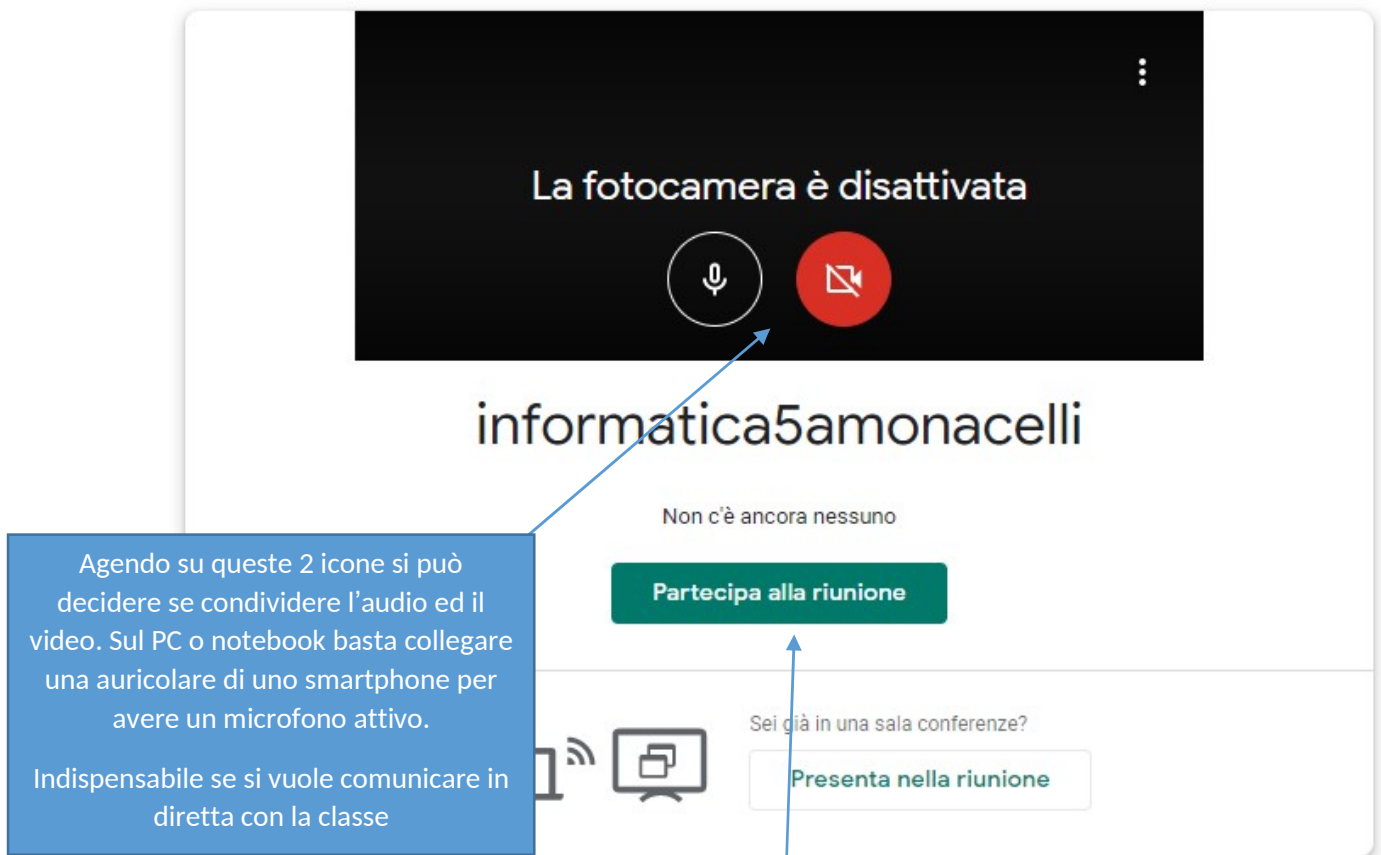 La fotocamera è disattivata
informatica5amonacelli
Non c'è ancora nessuno
Partecipa alla riunione
Agendo su queste 2 icone si può
decidere se condividere l’audio ed il
video. Sul PC o notebook basta collegare
una auricolare di uno smartphone per
avere un microfono attivo.
Indispensabile se si vuole comunicare in
diretta con la classe
Sei già in una sala conferenze?
Presenta nella riunione